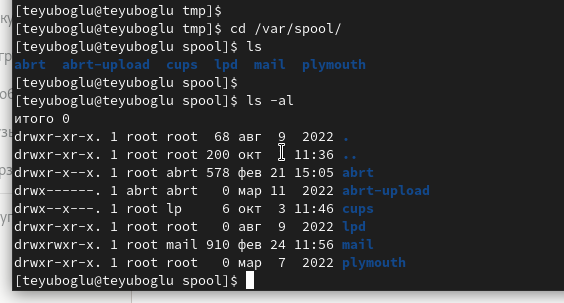 [teyuboglu@teyuboglu tmp]$
[teyuboglu@teyuboglu tmp]$ cd /var/spool/
[teyuboglu@teyuboglu spool]$ ls
abrt abrt-upload cups lpd mail plymouth
[teyuboglu@teyuboglu spool]$
[teyuboglu@teyuboglu spool]$ ls -al
итого 0
drwxr-xr-x. 1 root root 68 авг 9 2022 .
drwxr-xr-x. 1 root root 200 окт 11:36 ..
drwxr-x--x. 1 root abrt 578 фев 21 15:05 abrt
drwx------. 1 abrt abrt 0 мар 11 2022 abrt-upload
drwx--x---. 1 root lp 6 окт 3 11:46 cups
drwxr-xr-x. 1 root root 0 авг 9 2022 lpd
drwxrwxr-x. 1 root mail 910 фев 24 11:56 mail
drwxr-xr-x. 1 root root 0 мар 7 2022 plymouth
[teyuboglu@teyuboglu spool]$